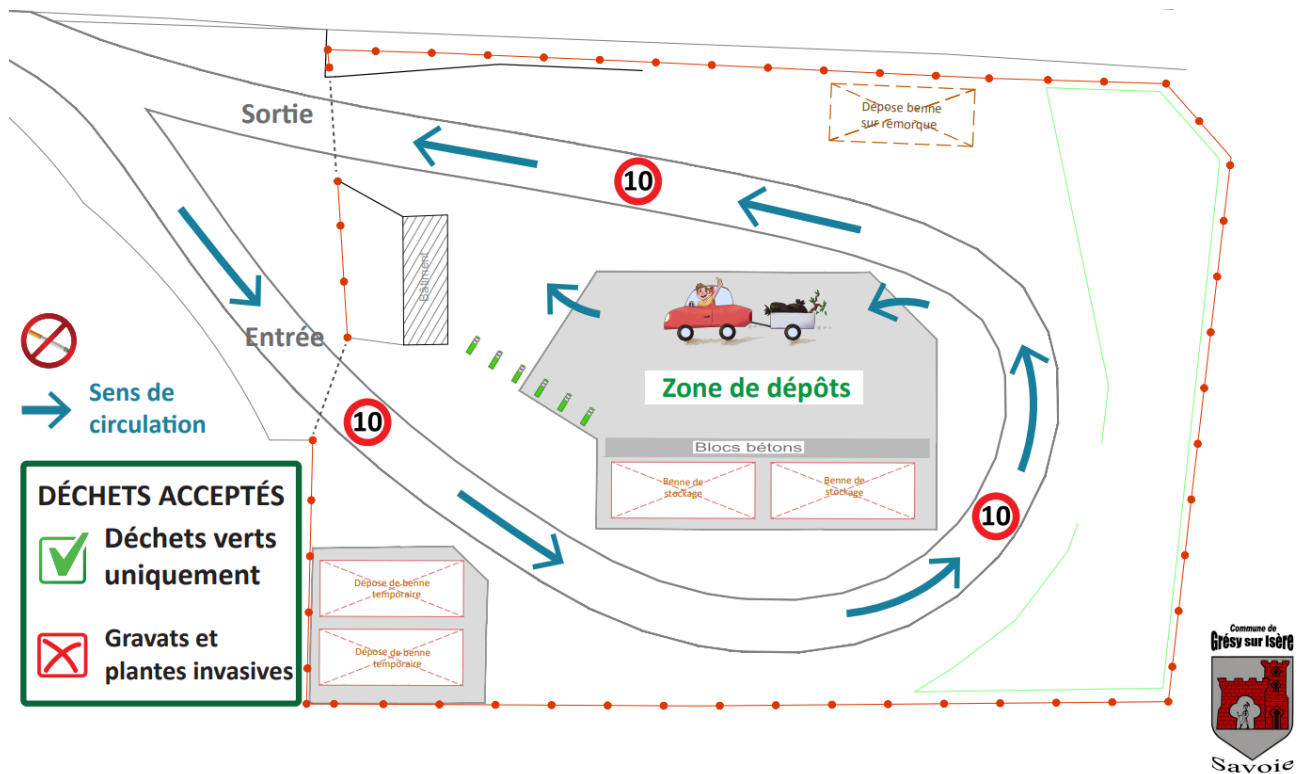 Sortie
Dépose benne
sur remorque
10
10
10
Bâtiment
Entrée
Zone de dépôts
Sens de
circulation
Blocs bétons
Benne de
stockage
Benne de
stockage
DÉCHETS ACCEPTÉS
Déchets verts
uniquement
Gravats et
plantes invasives
Dépose de benne
temporaire
Dépose de benne
temporaire
Commune de
Grésy sur Isère
Savoie